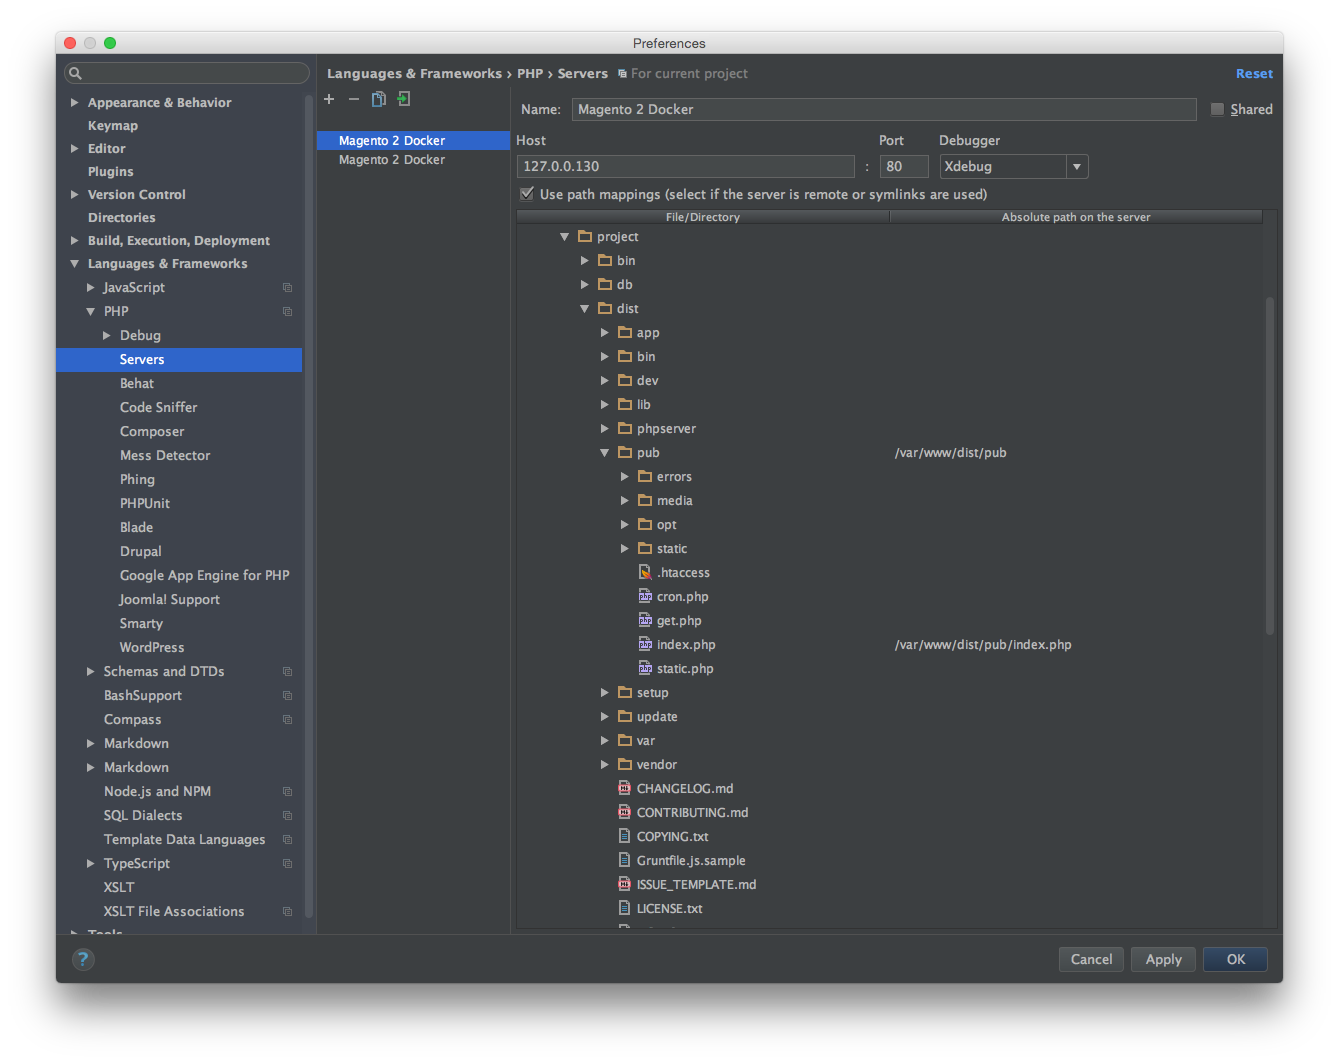 Preferences
Appearance & Behavior
Keymap
Editor
Plugins
Version Control
Directories
Build, Execution, Deployment
Languages & Frameworks
JavaScript
PHP
Debug
Servers
Behat
Code Sniffer
Composer
Mess Detector
Phing
PHPUnit
Blade
Drupal
Google App Engine for PHP
Joomla! Support
Smarty
WordPress
Schemas and DTDs
BashSupport
Compass
Markdown
Markdown
Node.js and NPM
SQL Dialects
Template Data Languages
TypeScript
XSLT
XSLT File Associations
Tools
Languages & Frameworks › PHP › Servers For current project Reset
Magento 2 Docker
Magento 2 Docker
Name: Magento 2 Docker Shared
Host Port Debugger
127.0.0.130 : 80 Xdebug
Use path mappings (select if the server is remote or symlinks are used)
File/Directory Absolute path on the server
project
bin
db
dist
app
bin
dev
lib
phpserver
pub /var/www/dist/pub
errors
media
opt
static
.htaccess
cron.php
get.php
index.php /var/www/dist/pub/index.php
static.php
setup
update
var
vendor
CHANGELOG.md
CONTRIBUTING.md
COPYING.txt
Gruntfile.js.sample
ISSUE_TEMPLATE.md
LICENSE.txt
? Cancel Apply OK